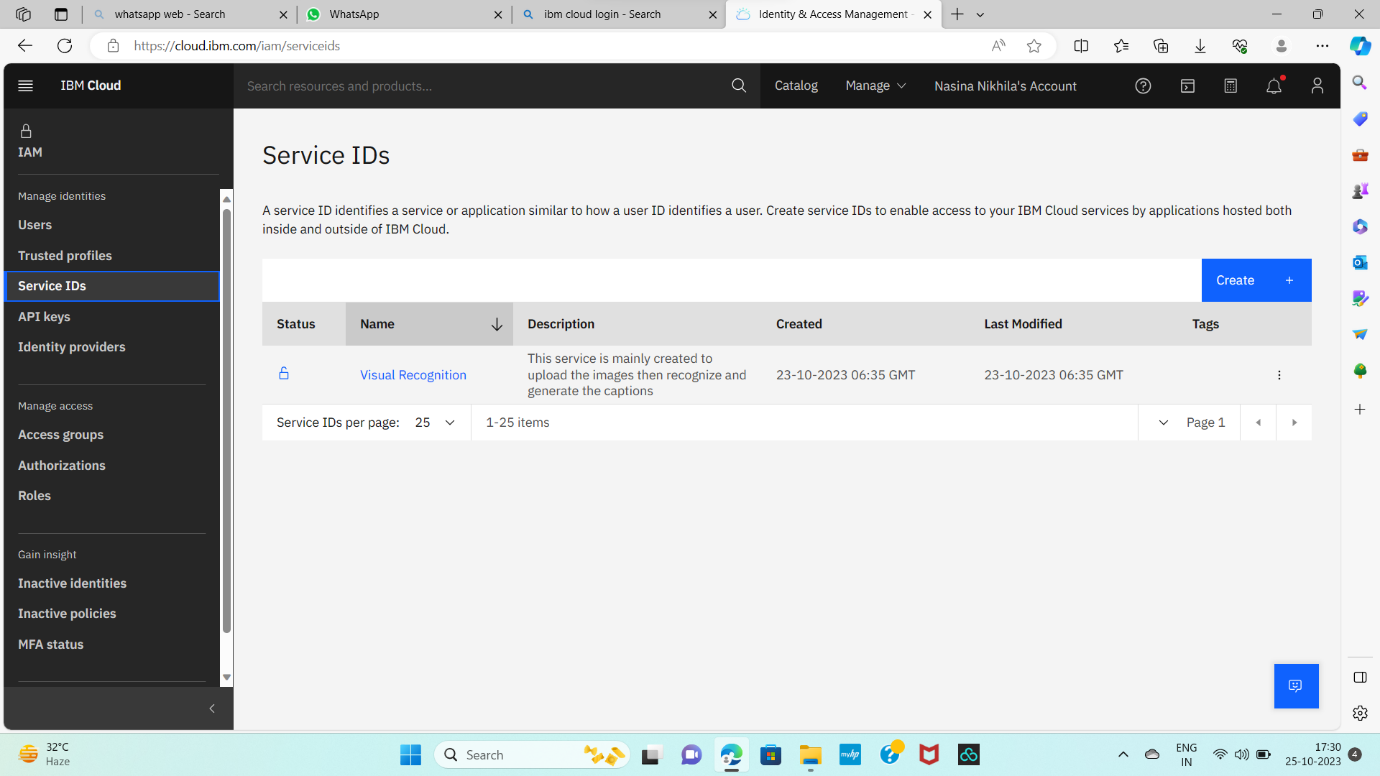 whatsapp web - Search
WhatsApp
ibm cloud login - Search
Identity & Access Management -
https://cloud.ibm.com/iam/serviceids
IBM Cloud
Search resources and products...
Catalog
Manage
Nasina Nikhila's Account
IAM
Manage identities
Users
Trusted profiles
Service IDs
API keys
Identity providers
Manage access
Access groups
Authorizations
Roles
Gain insight
Inactive identities
Inactive policies
MFA status
Service IDs
A service ID identifies a service or application similar to how a user ID identifies a user. Create service IDs to enable access to your IBM Cloud services by applications hosted both
inside and outside of IBM Cloud.
Create +
Status Name Description Created Last Modified Tags
Visual Recognition
This service is mainly created to
upload the images then recognize and
generate the captions
23-10-2023 06:35 GMT
23-10-2023 06:35 GMT
Service IDs per page: 25
1-25 items
Page 1
32°C
Haze
Search
myhp
ENG
IN
17:30
25-10-2023
4